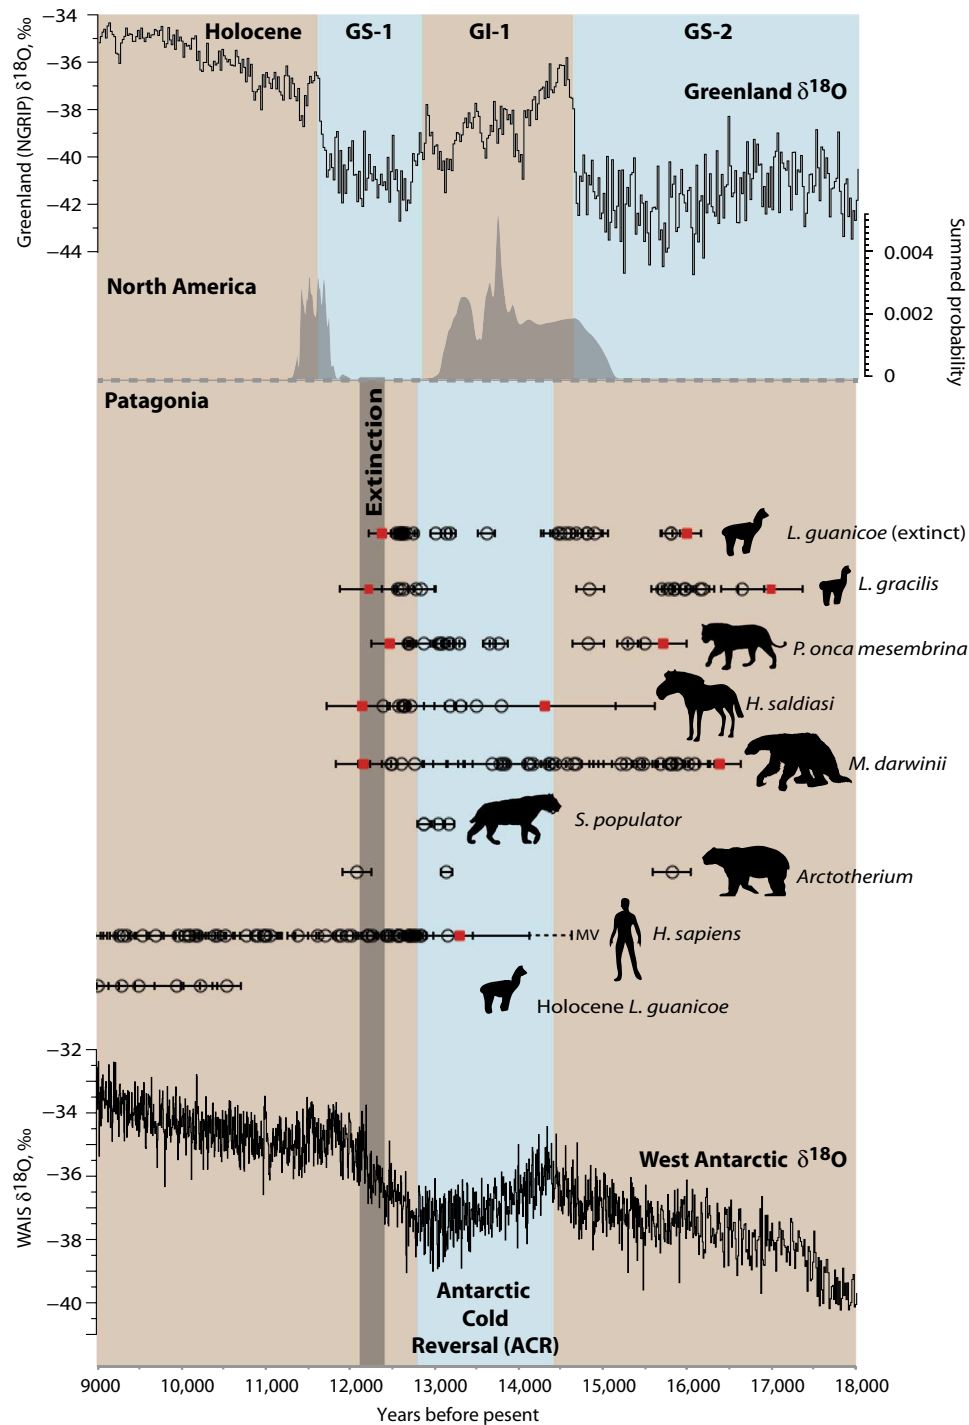 Holocene GS-1 GI-1 GS-2
Greenland δ18O
Greenland (NGRIP) δ18O, ‰
−34
−36
−38
−40
−42
−44
Summed probability
0.004
0.002
0
North America
Patagonia
Extinction
L. guanicoe (extinct)
L. gracilis
P. onca mesembrina
H. saldiasi
M. darwinii
S. populator
Arctotherium
MV H. sapiens
Holocene L. guanicoe
WAIS δ18O, ‰
−32
−34
−36
−38
−40
West Antarctic δ18O
Antarctic
Cold
Reversal (ACR)
9000 10,000 11,000 12,000 13,000 14,000 15,000 16,000 17,000 18,000
Years before pesent